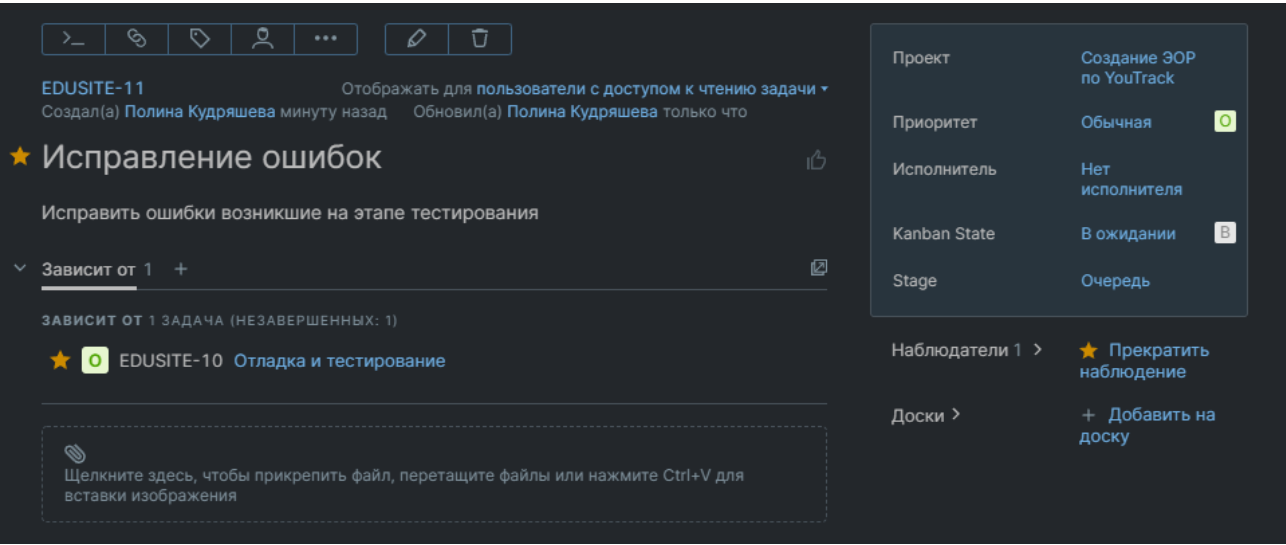 EDUSITE-11
Отображать для пользователи с доступом к чтению задачи
Создал(а) Полина Кудряшева минуту назад Обновил(а) Полина Кудряшева только что
Исправление ошибок
Исправить ошибки возникшие на этапе тестирования
Зависит от 1 +
ЗАВИСИТ ОТ 1 ЗАДАЧА (НЕЗАВЕРШЕННЫХ: 1)
О EDUSITE-10 Отладка и тестирование
Щелкните здесь, чтобы прикрепить файл, перетащите файлы или нажмите Ctrl+V для
вставки изображения
Проект Создание ЭОР
по YouTrack
Приоритет Обычная О
Исполнитель Нет
исполнителя
Kanban State В ожидании В
Stage Очередь
Наблюдатели 1 > Прекратить
наблюдение
Доски > + Добавить на
доску